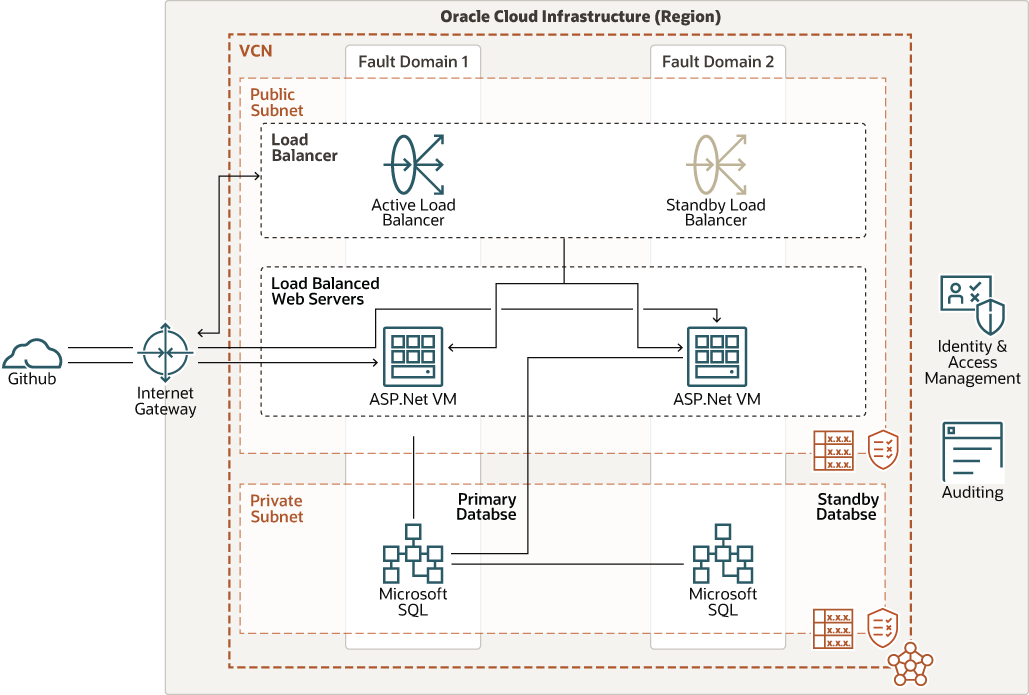 Oracle Cloud Infrastructure (Region)
VCN
Fault Domain 1
Fault Domain 2
Public
Subnet
Load
Balancer
Active Load
Balancer
Standby Load
Balancer
Load Balanced
Web Servers
Github
Internet
Gateway
ASP.Net VM
ASP.Net VM
Identity &
Access
Management
Auditing
x.x.x.
x.x.x.
x.x.x.
Private
Subnet
Primary
Databse
Standby
Databse
Microsoft
SQL
Microsoft
SQL
x.x.x.
x.x.x.
x.x.x.